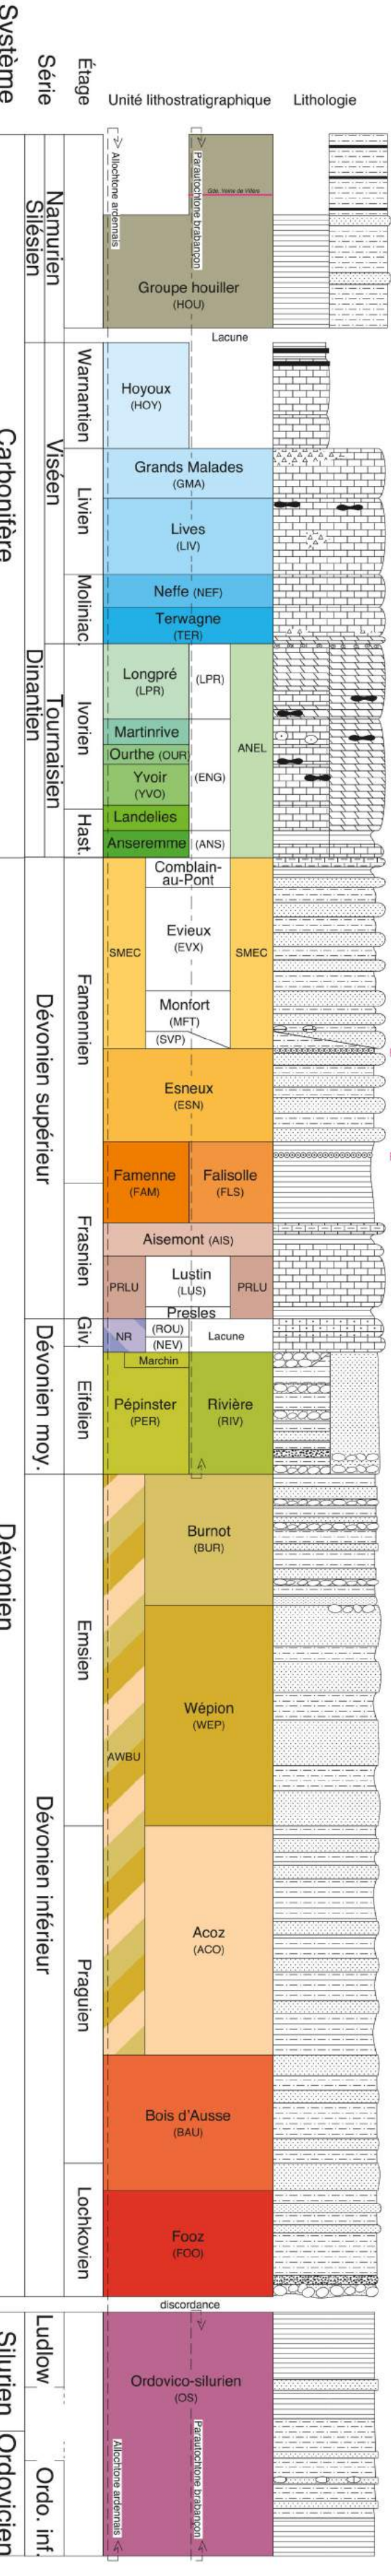 Système
Série
Étage
Unité lithostratigraphique
Lithologie
Carbonifère
Silésien
Namurien
Allochtone ardennais
Parautochtone brabançon
Gde. Veine de Villers
Groupe houiller
(HOU)
Lacune
Dinantien
Viséen
Warnantien
Hoyoux
(HOY)
Livien
Grands Malades
(GMA)
Lives
(LIV)
Moliniac.
Neffe (NEF)
Terwagne
(TER)
Tournaisien
Ivorien
Longpré
(LPR)
(LPR)
ANEL
Martinrive
Ourthe (OUR)
Yvoir
(YVO)
(ENG)
Hast.
Landelies
Anseremme
(ANS)
Dévonien
Dévonien supérieur
Famennien
Comblain-
au-Pont
SMEC
Evieux
(EVX)
SMEC
Monfort
(MFT)
(SVP)
Esneux
(ESN)
Famenne
(FAM)
Falisolle
(FLS)
Frasnien
Aisemont (AIS)
PRLU
Lustin
(LUS)
PRLU
Presles
Dévonien moy.
Giv.
NR
(ROU)
(NEV)
Lacune
Eifelien
Marchin
Pépinster
(PER)
Rivière
(RIV)
Dévonien inférieur
Emsien
Burnot
(BUR)
Wépion
(WEP)
AWBU
Praguien
Acoz
(ACO)
Bois d'Ausse
(BAU)
Lochkovien
Fooz
(FOO)
discordance
Silurien
Ludlow
Ordovico-silurien
(OS)
Ordovicien
Ordo. inf.
Allochtone ardennais
Parautochtone brabançon